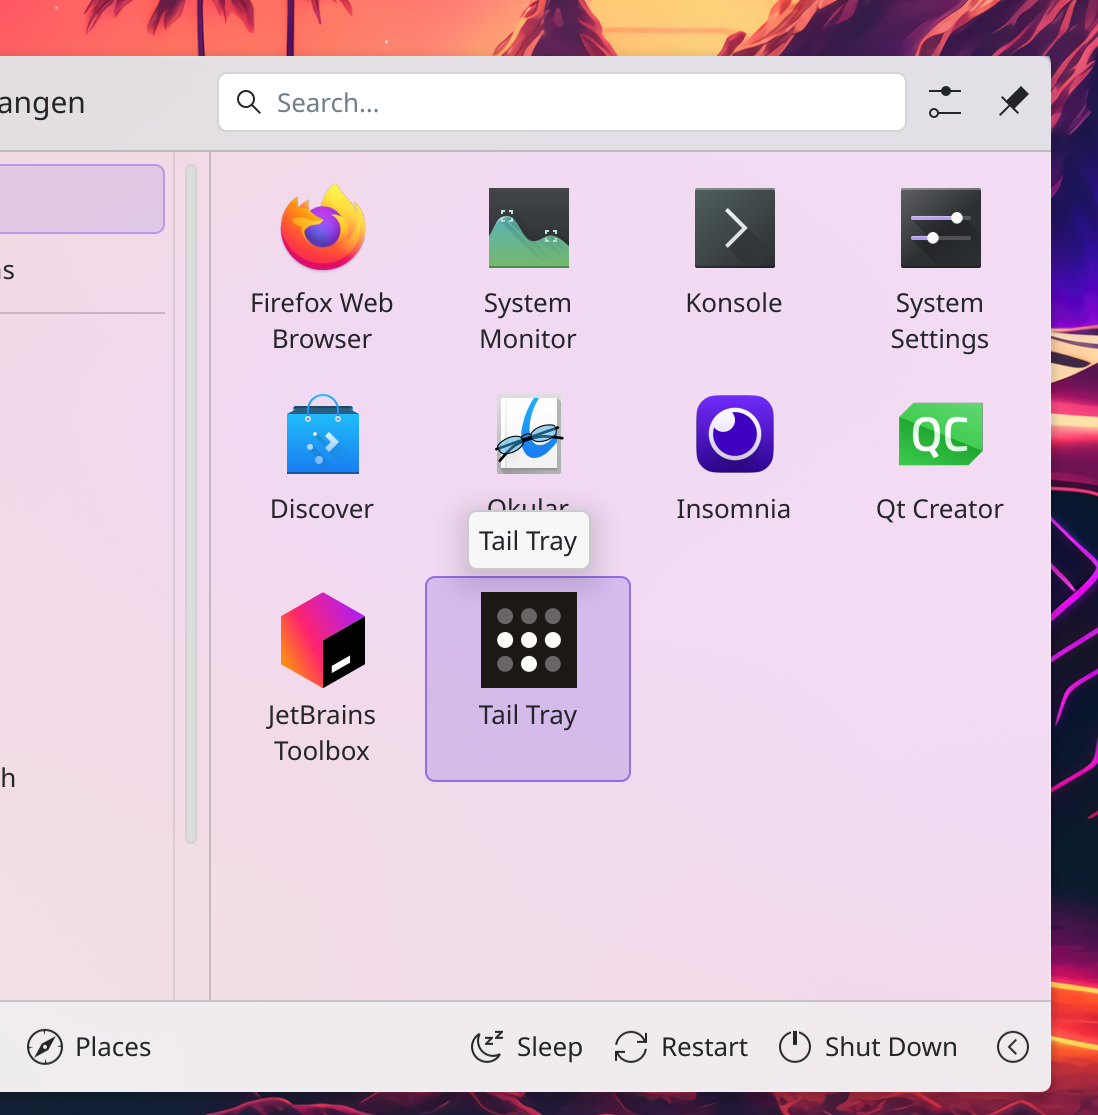 angen
Search...
Firefox Web
Browser
System
Monitor
Konsole
System
Settings
Discover
Okular
Insomnia
QC
Qt Creator
Tail Tray
JetBrains
Toolbox
Tail Tray
s
h
Places
zz
Sleep
Restart
Shut Down